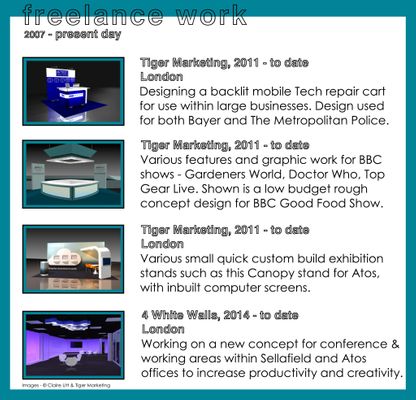 freelance work
2007 - present day
Tiger Marketing, 2011 - to date
London
Designing a backlit mobile Tech repair cart
for use within large businesses. Design used
for both Bayer and The Metropolitan Police.
Tiger Marketing, 2011 - to date
Various features and graphic work for BBC
shows - Gardeners World, Doctor Who, Top
Gear Live. Shown is a low budget rough
concept design for BBC Good Food Show.
Tiger Marketing, 2011 - to date
London
Various small quick custom build exhibition
stands such as this Canopy stand for Atos,
with inbuilt computer screens.
4 White Walls, 2014 - to date
London
Working on a new concept for conference &
working areas within Sellafield and Atos
offices to increase productivity and creativity.
Images - © Claire Litt & Tiger Marketing